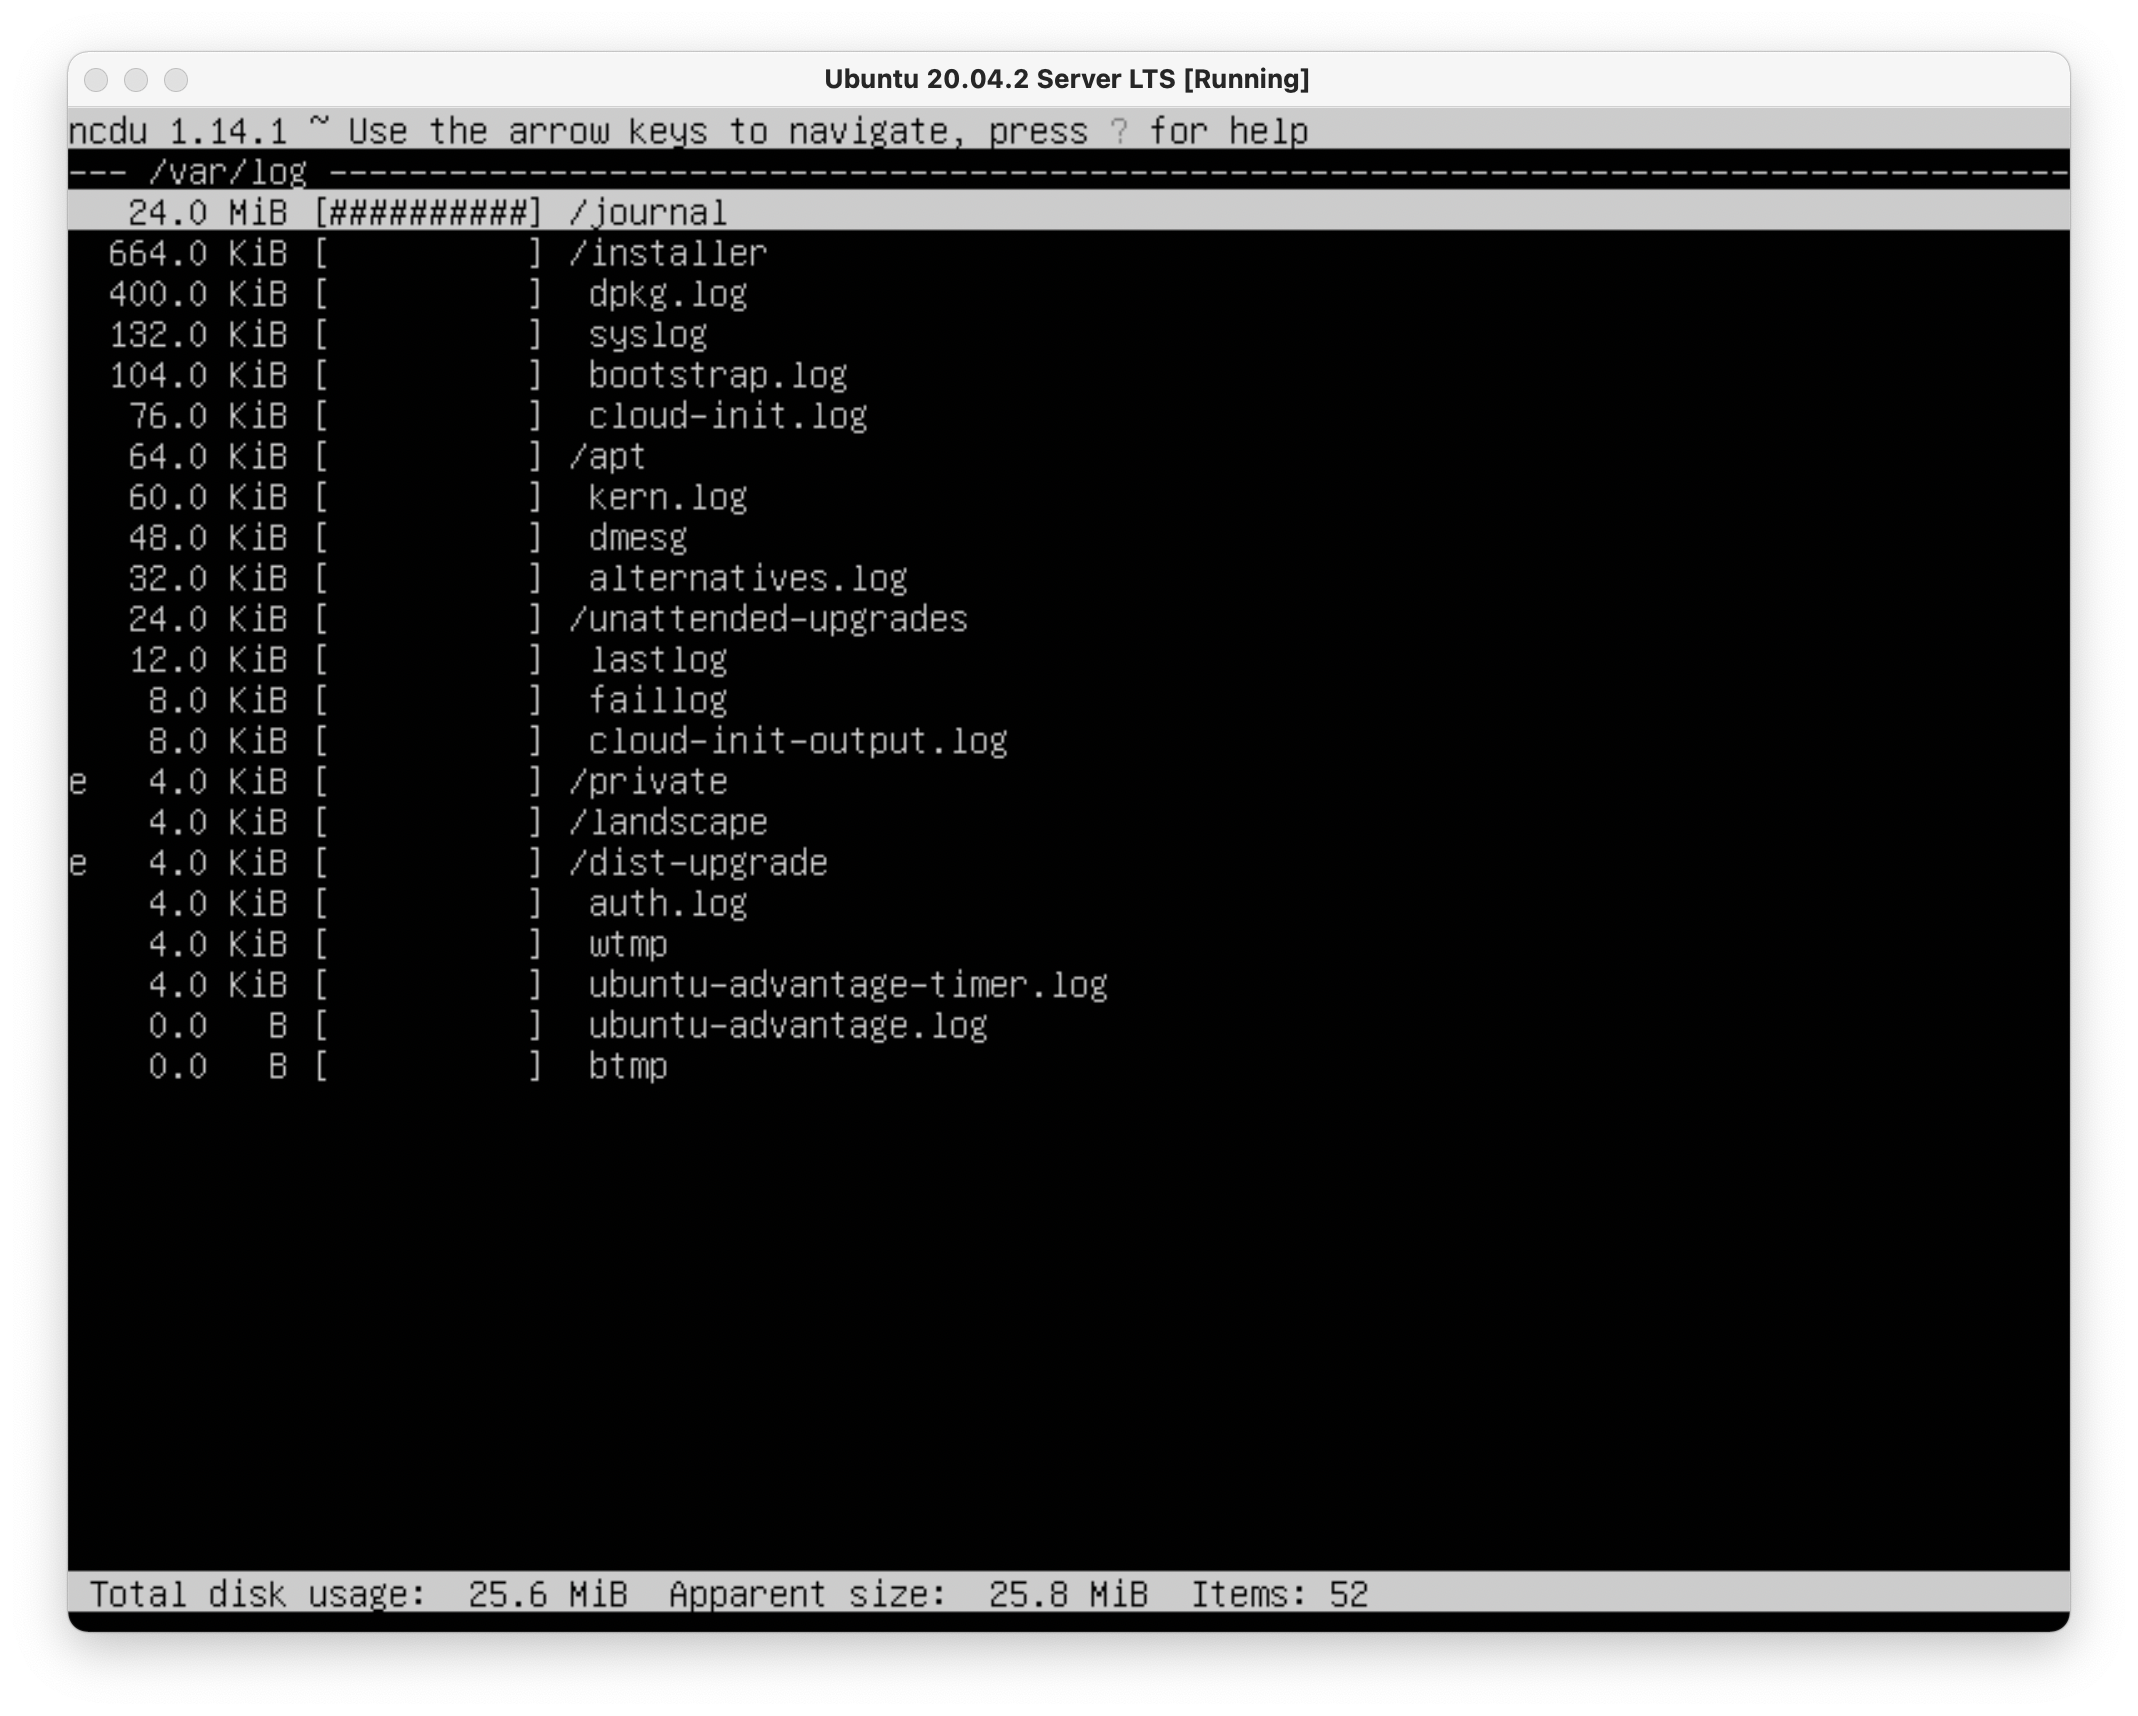 Ubuntu 20.04.2 Server LTS [Running]
ncdu 1.14.1 ~ Use the arrow keys to navigate, press ? for help
--- /var/log ---------------------------------------------------------------------------------------
   24.0 MiB [##########] /journal
  664.0 KiB [          ] /installer
  400.0 KiB [          ]  dpkg.log
  132.0 KiB [          ]  syslog
  104.0 KiB [          ]  bootstrap.log
   76.0 KiB [          ]  cloud-init.log
   64.0 KiB [          ] /apt
   60.0 KiB [          ]  kern.log
   48.0 KiB [          ]  dmesg
   32.0 KiB [          ]  alternatives.log
   24.0 KiB [          ] /unattended-upgrades
   12.0 KiB [          ]  lastlog
    8.0 KiB [          ]  faillog
    8.0 KiB [          ]  cloud-init-output.log
e   4.0 KiB [          ] /private
    4.0 KiB [          ] /landscape
e   4.0 KiB [          ] /dist-upgrade
    4.0 KiB [          ]  auth.log
    4.0 KiB [          ]  wtmp
    4.0 KiB [          ]  ubuntu-advantage-timer.log
    0.0   B [          ]  ubuntu-advantage.log
    0.0   B [          ]  btmp
 Total disk usage:  25.6 MiB  Apparent size:  25.8 MiB  Items: 52